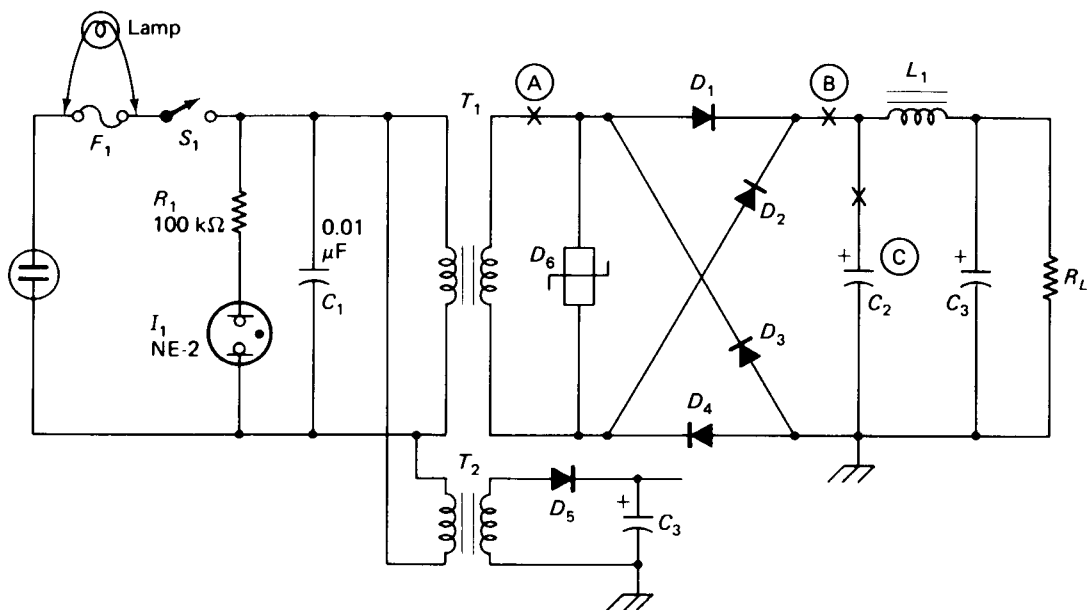 Lamp
F1
S1
R1
100 kΩ
I1
NE-2
0.01
μF
C1
T1
A
D6
D1
D2
D3
D4
B
L1
+
C
C2
+
C3
RL
T2
D5
+
C3